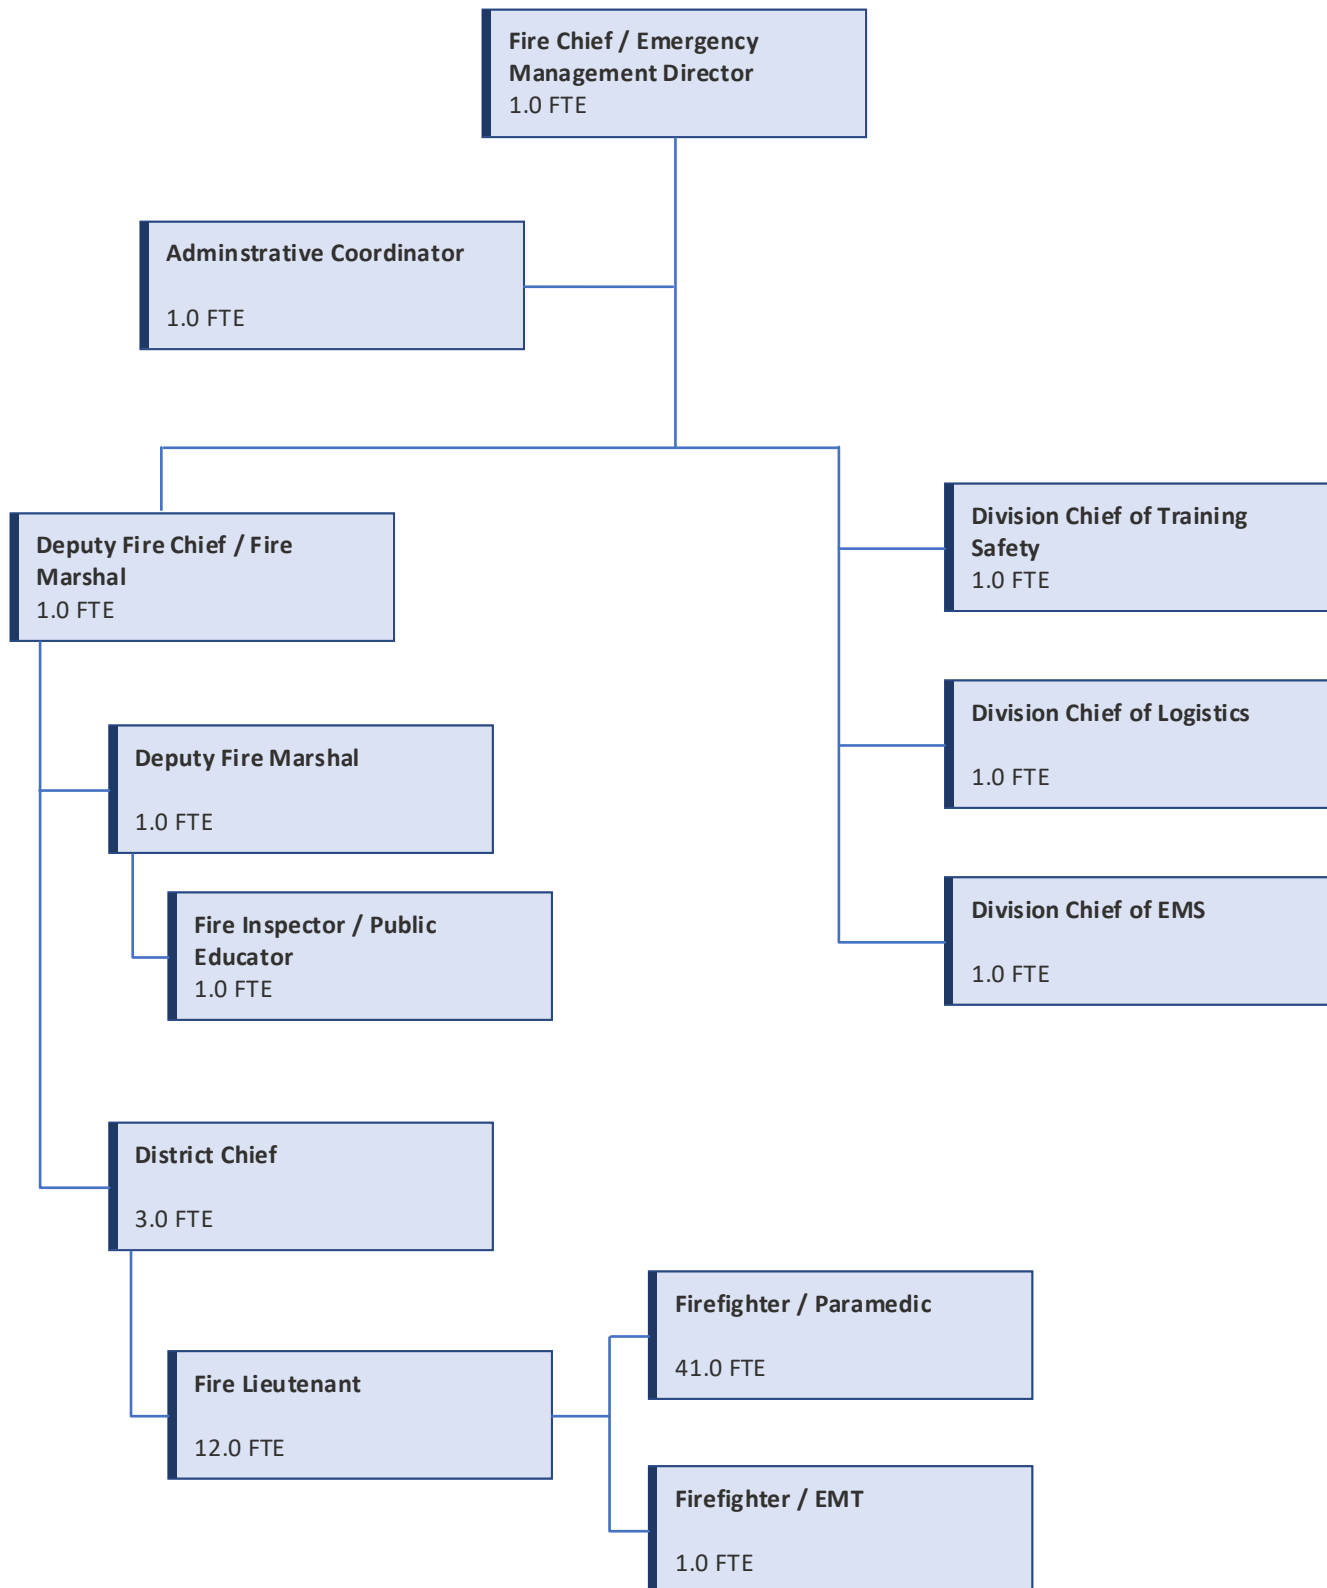 Fire Chief / Emergency
Management Director
1.0 FTE
Adminstrative Coordinator
1.0 FTE
Deputy Fire Chief / Fire
Marshal
1.0 FTE
Deputy Fire Marshal
1.0 FTE
Fire Inspector / Public
Educator
1.0 FTE
District Chief
3.0 FTE
Fire Lieutenant
12.0 FTE
Firefighter / Paramedic
41.0 FTE
Firefighter / EMT
1.0 FTE
Division Chief of Training
Safety
1.0 FTE
Division Chief of Logistics
1.0 FTE
Division Chief of EMS
1.0 FTE